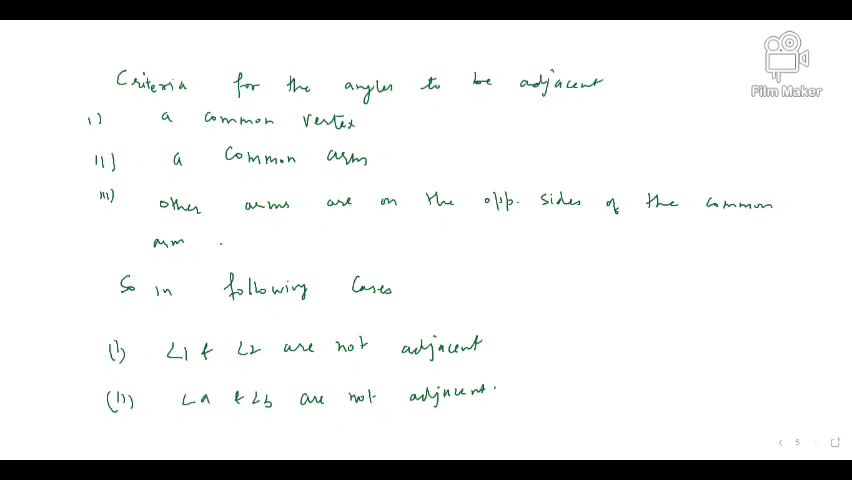 Film Maker
Criteria for the angles to be adjacent
i) a common vertex
ii) a common arm
iii) other arms are on the opp. sides of the common
arm.
So in following cases
(i) ∠1 & ∠2 are not adjacent
(ii) ∠a & ∠b are not adjacent.
5